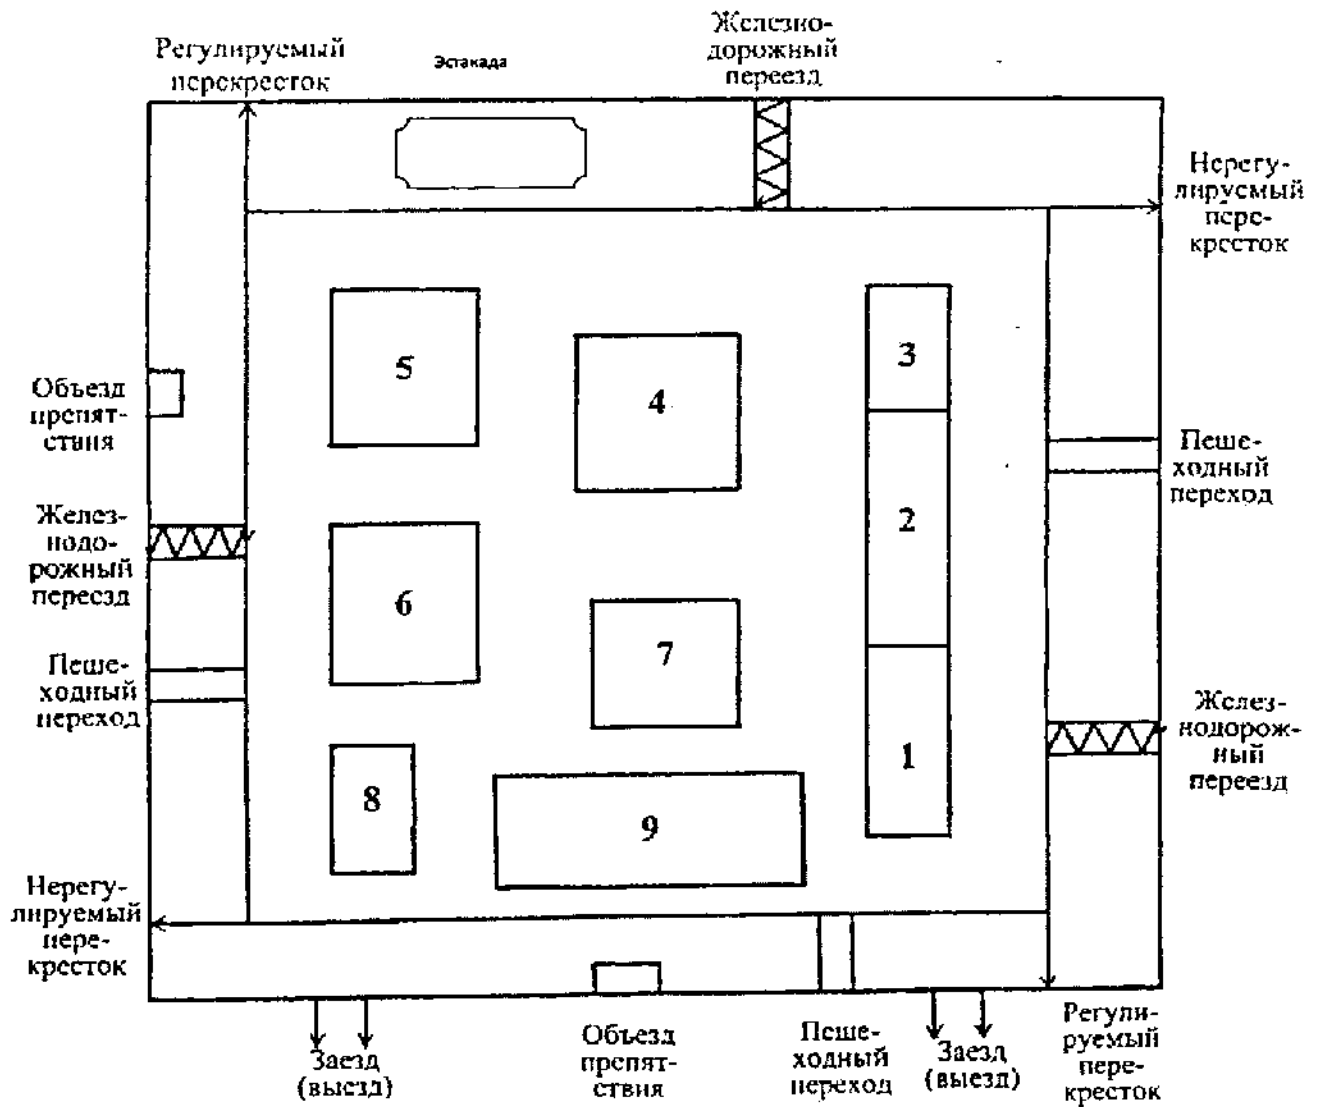 Железно-
дорожный
переезд
Регулируемый
перекресток
Эстакада
Нерегу-
лируемый
пере-
кресток
5
4
3
Объезд
препят-
ствия
Пеше-
ходный
переход
Желез-
нодо-
рожный
переезд
2
6
7
Пеше-
ходный
переход
Желез-
нодорож-
ный
переезд
1
8
9
Нерегу-
лируемый
пере-
кресток
Заезд
(выезд)
Объезд
препят-
ствия
Пеше-
ходный
переход
Заезд
(выезд)
Регули-
руемый
пере-
кресток